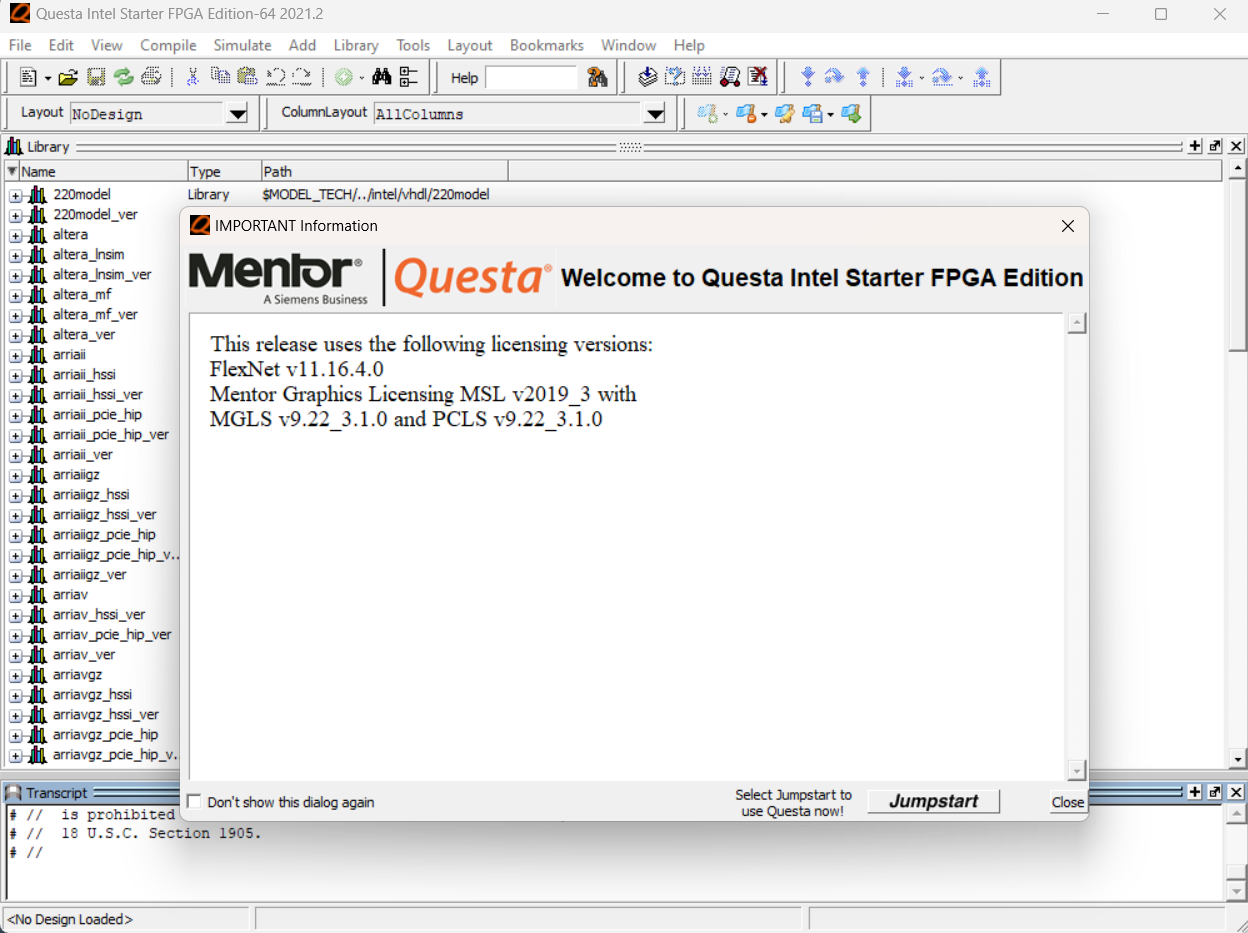 Questa Intel Starter FPGA Edition-64 2021.2
File Edit View Compile Simulate Add Library Tools Layout Bookmarks Window Help
Help
Layout NoDesign ColumnLayout AllColumns
Library
Name Type Path
220model Library $MODEL_TECH/../intel/vhdl/220model
220model_ver
altera
altera_lnsim
altera_lnsim_ver
altera_mf
altera_mf_ver
altera_ver
arriaii
arriaii_hssi
arriaii_hssi_ver
arriaii_pcie_hip
arriaii_pcie_hip_ver
arriaii_ver
arriaiigz
arriaiigz_hssi
arriaiigz_hssi_ver
arriaiigz_pcie_hip
arriaiigz_pcie_hip_v..
arriaiigz_ver
arriav
arriav_hssi_ver
arriav_pcie_hip_ver
arriav_ver
arriavgz
arriavgz_hssi
arriavgz_hssi_ver
arriavgz_pcie_hip
arriavgz_pcie_hip_v..
IMPORTANT Information
Mentor®
A Siemens Business
Questa®
Welcome to Questa Intel Starter FPGA Edition
This release uses the following licensing versions:
FlexNet v11.16.4.0
Mentor Graphics Licensing MSL v2019_3 with
MGLS v9.22_3.1.0 and PCLS v9.22_3.1.0
Don't show this dialog again
Select Jumpstart to
use Questa now!
Jumpstart
Close
Transcript
# // is prohibited
# // 18 U.S.C. Section 1905.
# //
<No Design Loaded>